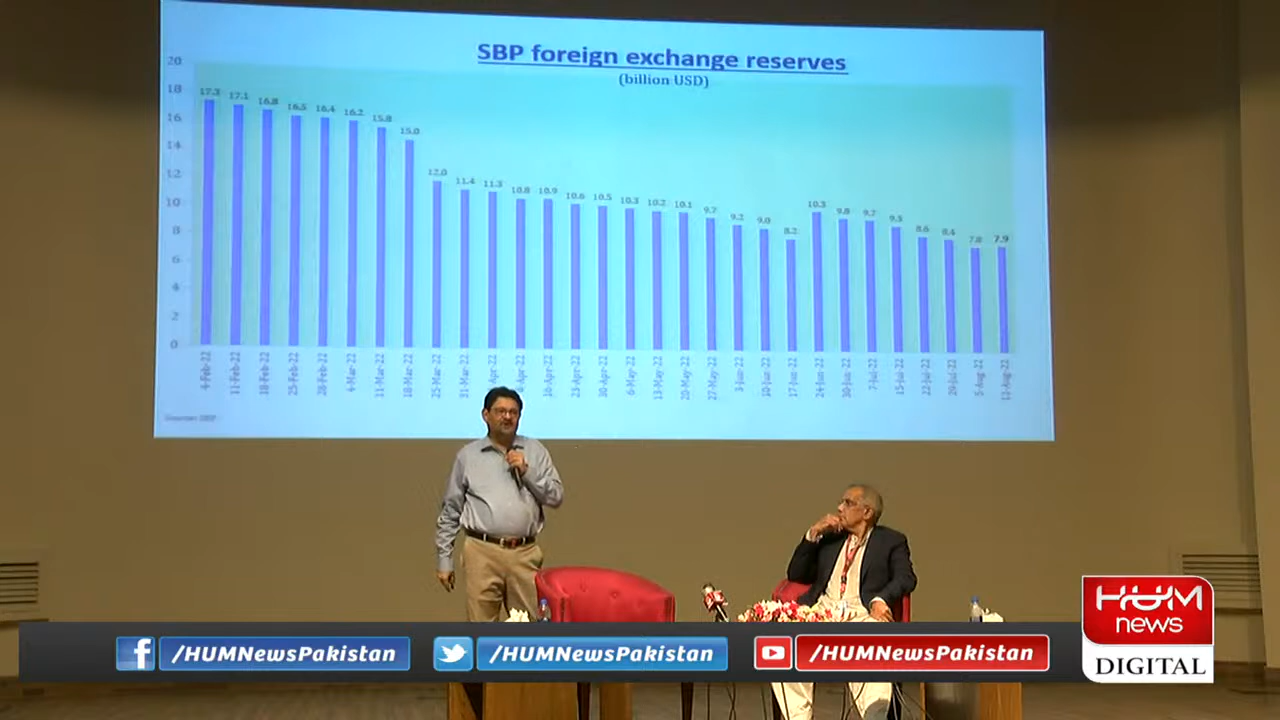 SBP foreign exchange reserves
(billion USD)
20
18
16
14
12
10
8
6
4
2
0
17.3 17.1 16.8 16.5 16.4 16.2 15.8 15.0 12.0 11.4 11.3 10.8 10.9 10.6 10.5 10.3 10.2 10.1 9.7 9.2 9.0 8.2 10.3 9.8 9.7 9.3 8.6 8.4 7.8 7.9
4-Feb-22 11-Feb-22 18-Feb-22 25-Feb-22 28-Feb-22 4-Mar-22 11-Mar-22 18-Mar-22 25-Mar-22 31-Mar-22 16-Apr-22 23-Apr-22 30-Apr-22 6-May-22 13-May-22 20-May-22 27-May-22 3-Jun-22 10-Jun-22 17-Jun-22 24-Jun-22 30-Jun-22 7-Jul-22 15-Jul-22 22-Jul-22 29-Jul-22 5-Aug-22 12-Aug-22
/HUMNewsPakistan
/HUMNewsPakistan
/HUMNewsPakistan
HUM
news
DIGITAL